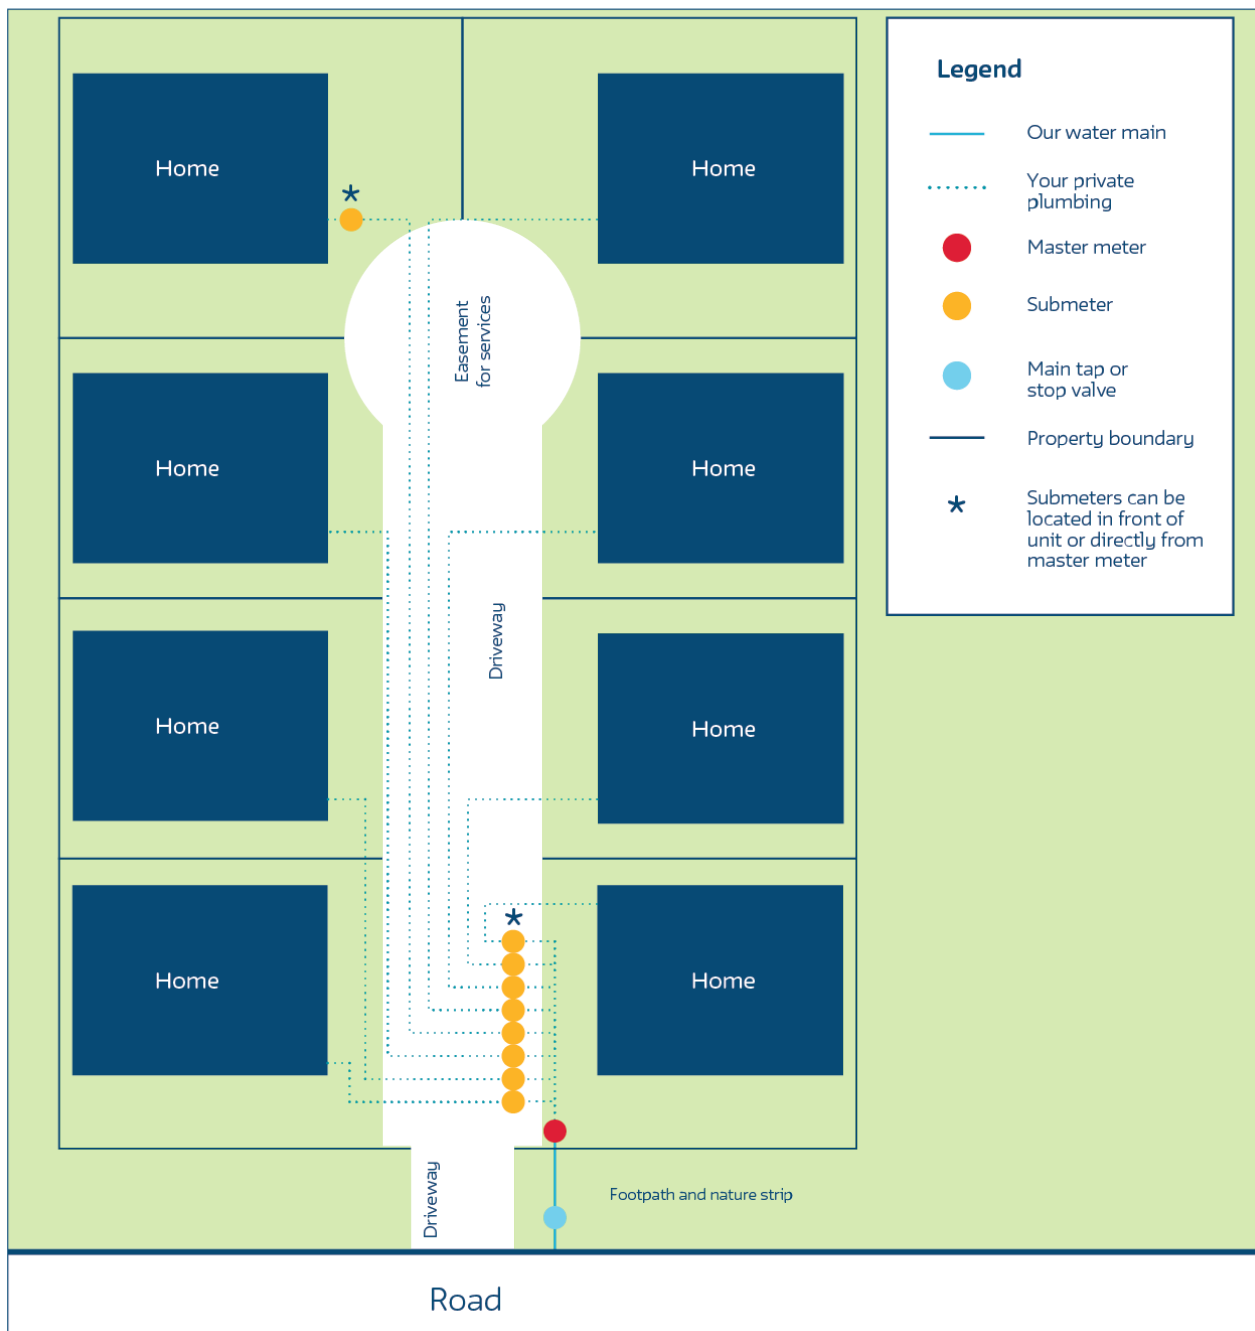 Home
Home
*
Easement
for services
Home
Home
Driveway
Home
Home
*
Home
Home
Driveway
Footpath and nature strip
Road
Legend
Our water main
Your private
plumbing
Master meter
Submeter
Main tap or
stop valve
Property boundary
*
Submeters can be
located in front of
unit or directly from
master meter